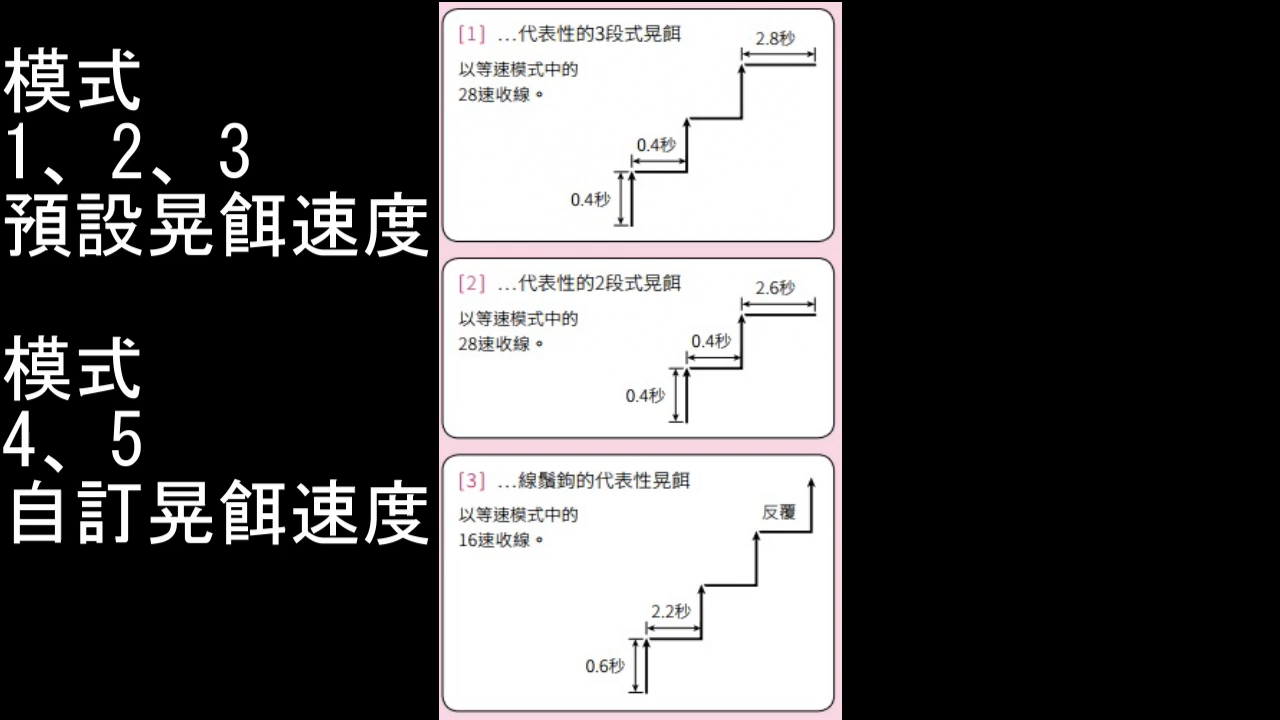 模式
1、2、3
預設晃餌速度
模式
4、5
自訂晃餌速度
[1] …代表性的3段式晃餌
以等速模式中的
28速收線。
2.8秒
0.4秒
0.4秒
[2] …代表性的2段式晃餌
以等速模式中的
28速收線。
2.6秒
0.4秒
0.4秒
[3] …線鬚鉤的代表性晃餌
以等速模式中的
16速收線。
反覆
2.2秒
0.6秒